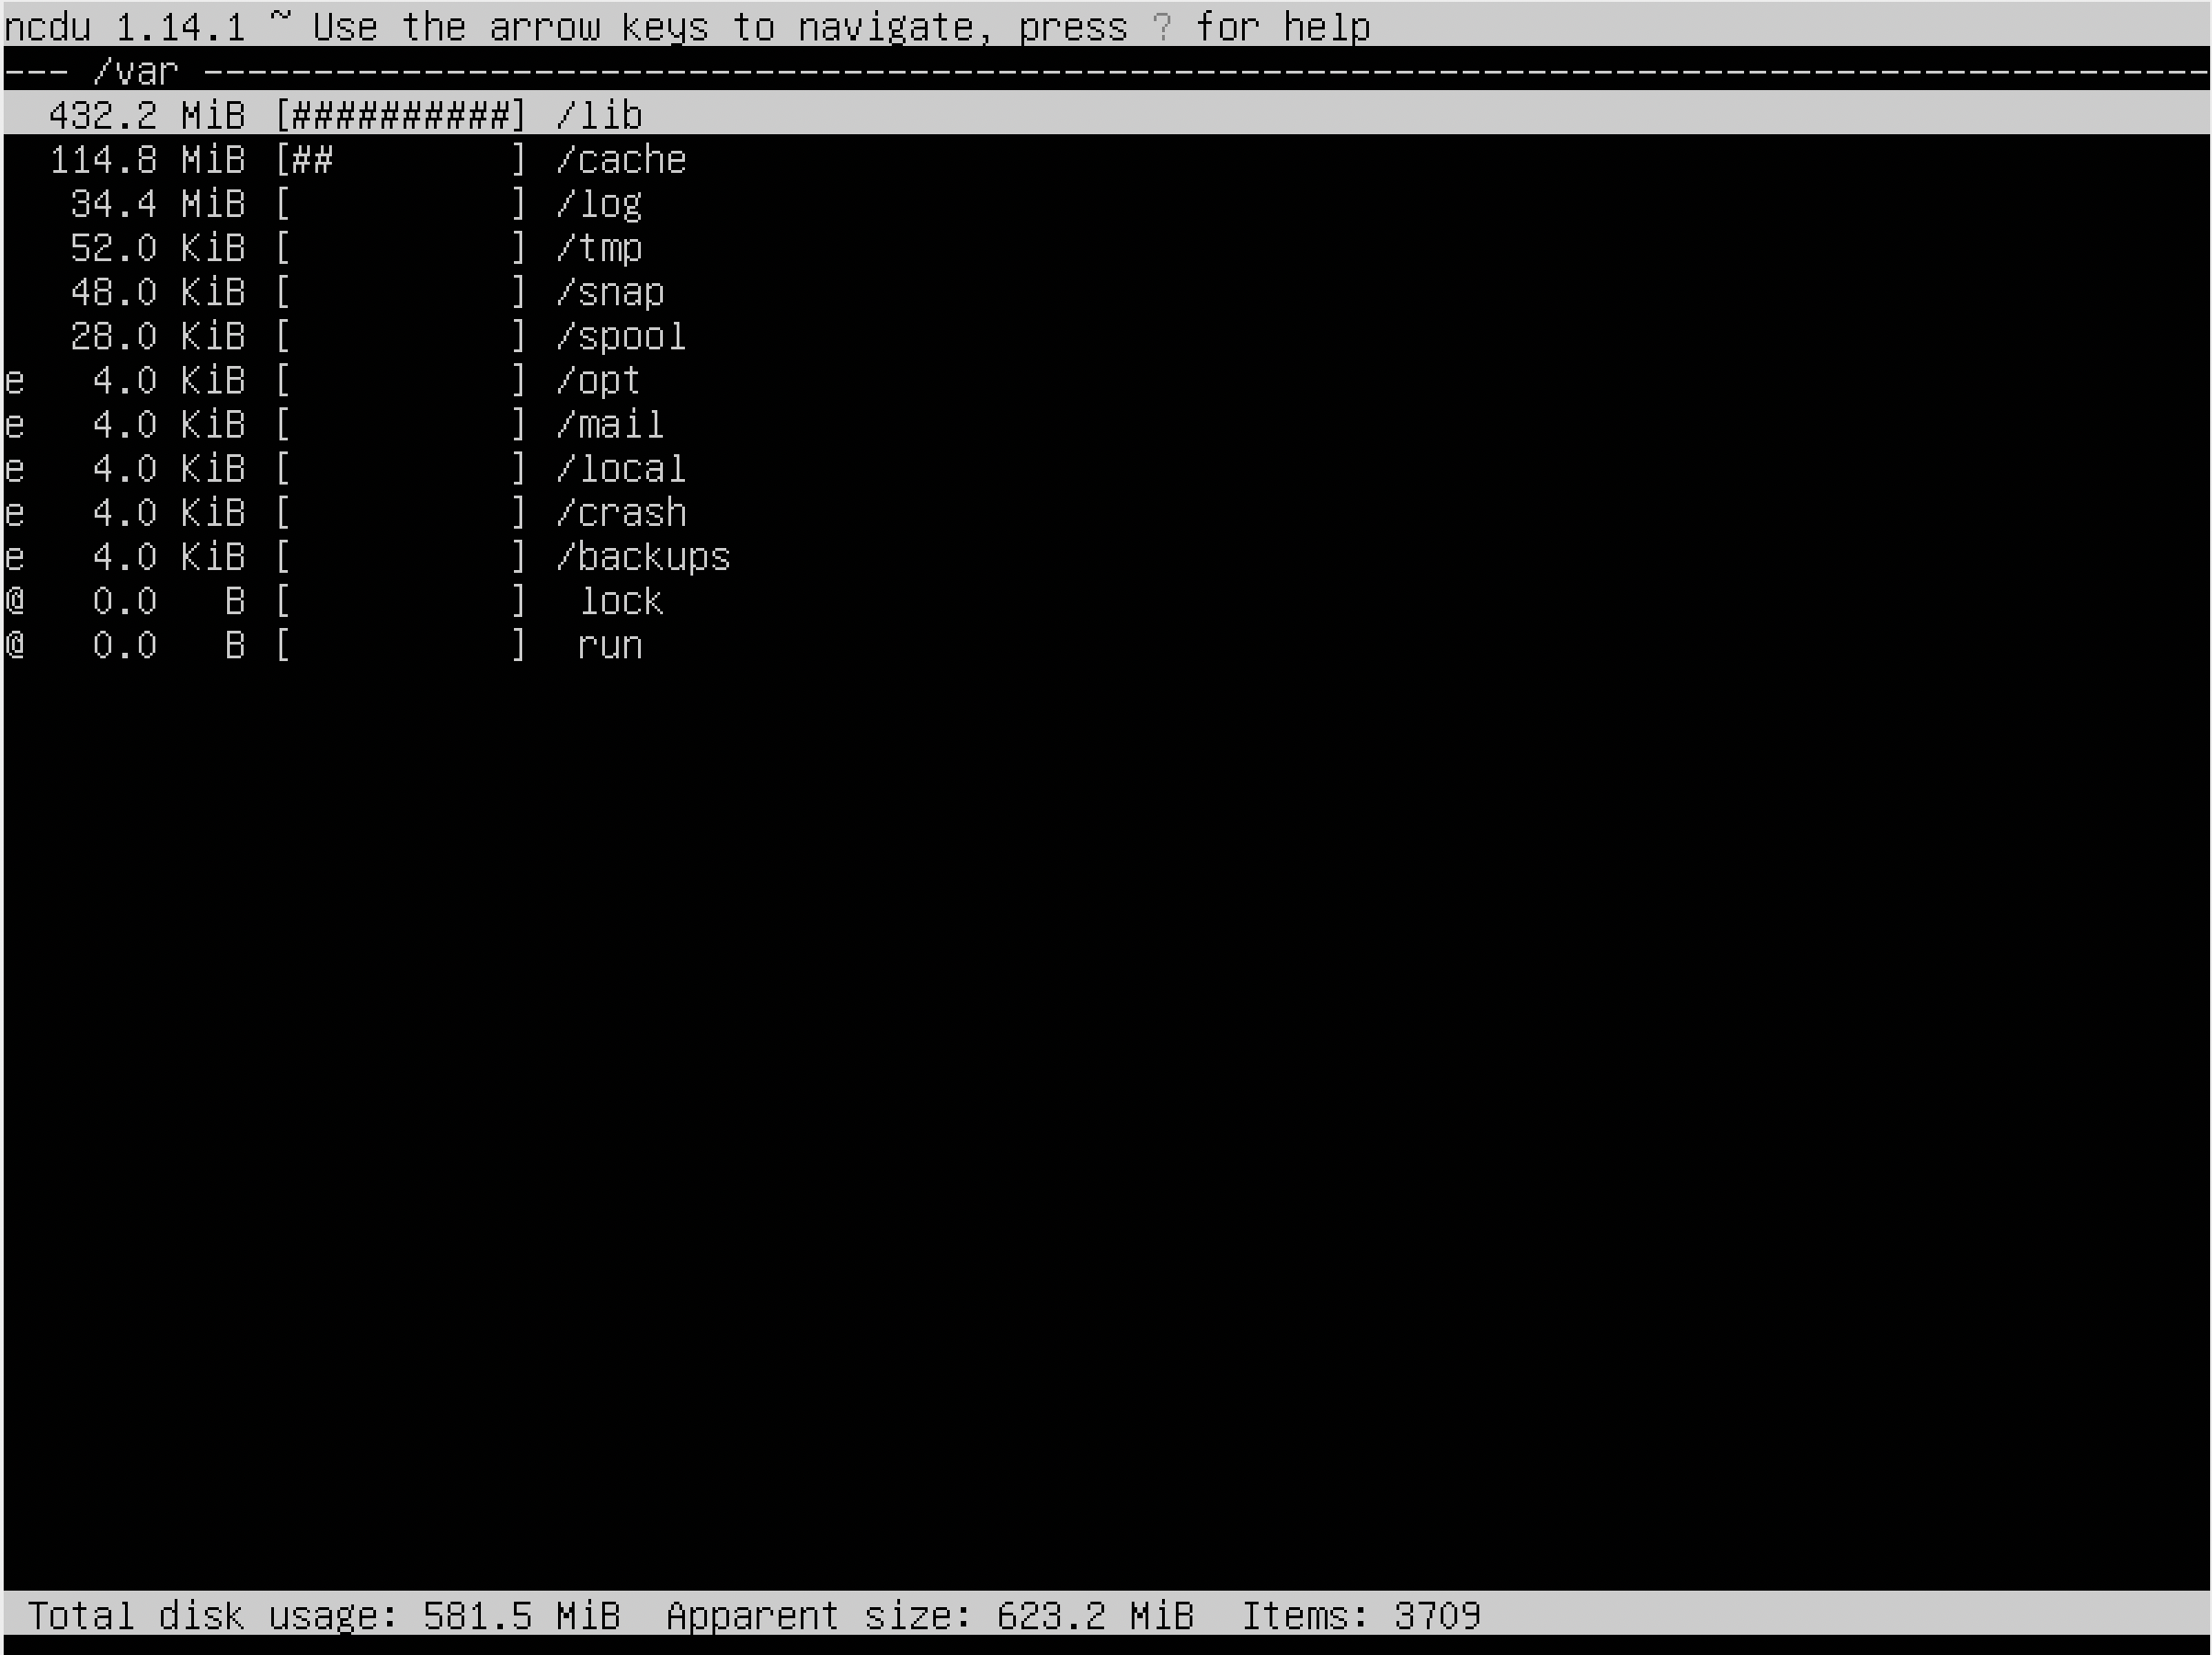 ncdu 1.14.1 ~ Use the arrow keys to navigate, press ? for help
--- /var ------------------------------------------------------------------------------------------
  432.2 MiB [##########] /lib
  114.8 MiB [##        ] /cache
   34.4 MiB [          ] /log
   52.0 KiB [          ] /tmp
   48.0 KiB [          ] /snap
   28.0 KiB [          ] /spool
e   4.0 KiB [          ] /opt
e   4.0 KiB [          ] /mail
e   4.0 KiB [          ] /local
e   4.0 KiB [          ] /crash
e   4.0 KiB [          ] /backups
@   0.0   B [          ]  lock
@   0.0   B [          ]  run
 Total disk usage: 581.5 MiB  Apparent size: 623.2 MiB  Items: 3709